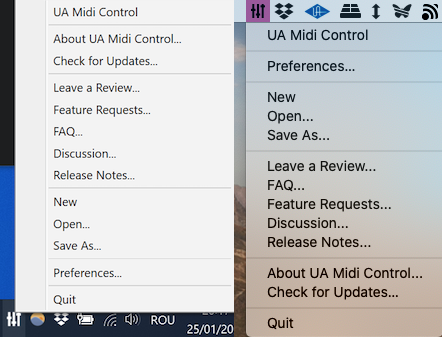 UA Midi Control
About UA Midi Control...
Check for Updates...
Leave a Review...
Feature Requests...
FAQ...
Discussion...
Release Notes...
New
Open...
Save As...
Preferences...
Quit
ROU
25/01/20
UA Midi Control
Preferences...
New
Open...
Save As...
Leave a Review...
FAQ...
Feature Requests...
Discussion...
Release Notes...
About UA Midi Control...
Check for Updates...
Quit